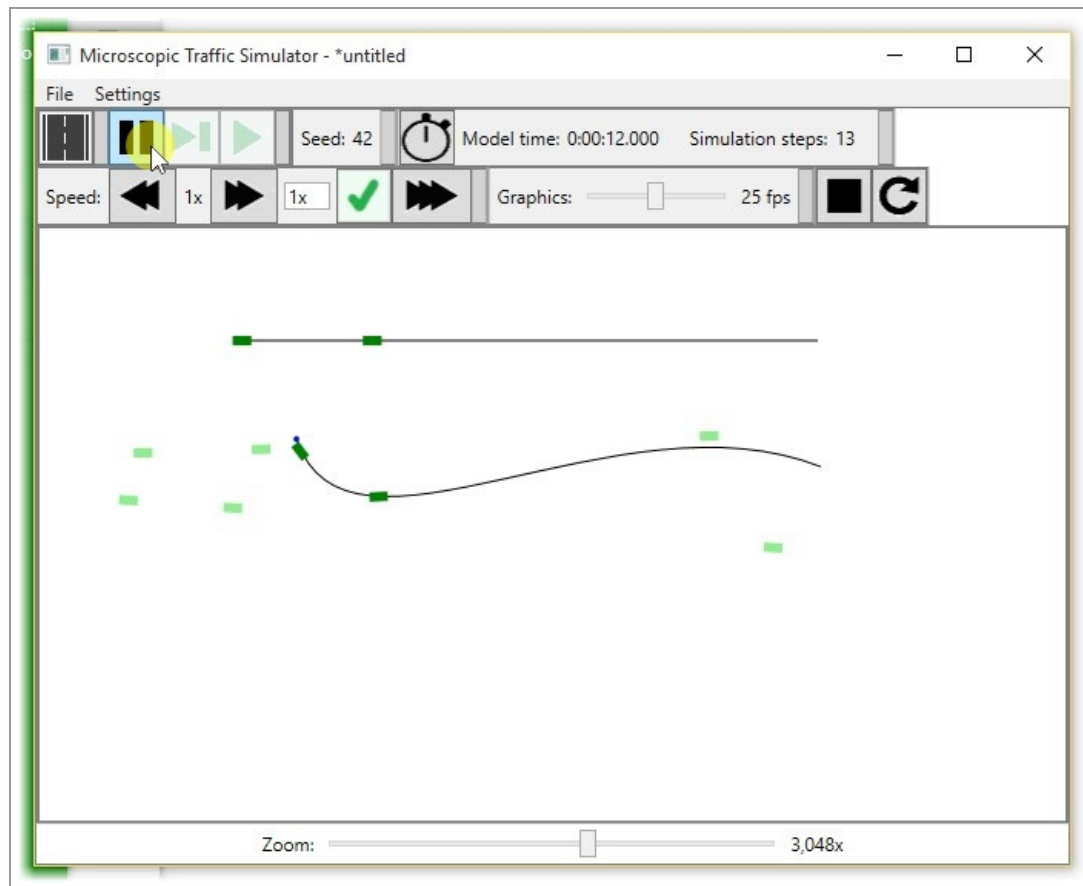 Microscopic Traffic Simulator - *untitled
File Settings
Seed: 42 Model time: 0:00:12.000 Simulation steps: 13
Speed: 1x 1x Graphics: 25 fps
Zoom: 3,048x